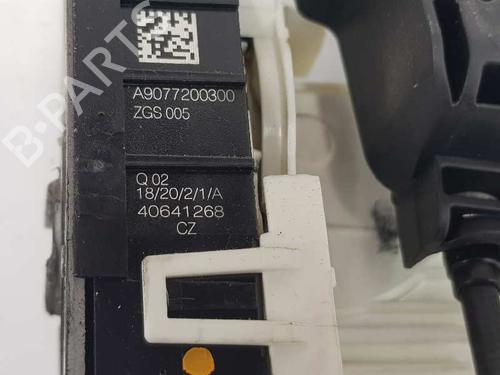 A9077200300
ZGS 005
Q 02
18/20/2/1/A
40641268
CZ
B-PARTS